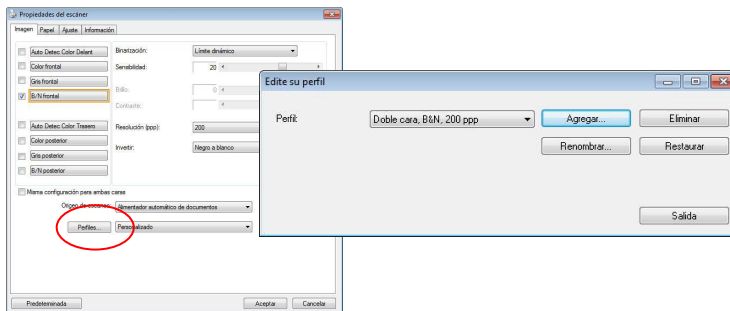 Propiedades del escáner
Imagen Papel Ajuste Información
Auto Detec Color Delant
Color frontal
Gris frontal
B/N frontal
Auto Detec Color Trasero
Color posterior
Gris posterior
B/N posterior
Binarización: Límite dinámico
Sensibilidad: 20
Brillo: 0
Contraste:
Resolución (ppp): 200
Invertir: Negro a blanco
Misma configuración para ambas caras
Origen de escaneo: Alimentador automático de documentos
Perfiles... Personalizado
Predeterminada Aceptar Cancelar
Edite su perfil
Perfil: Doble cara, B&N, 200 ppp Agregar... Eliminar
Renombrar... Restaurar
Salida